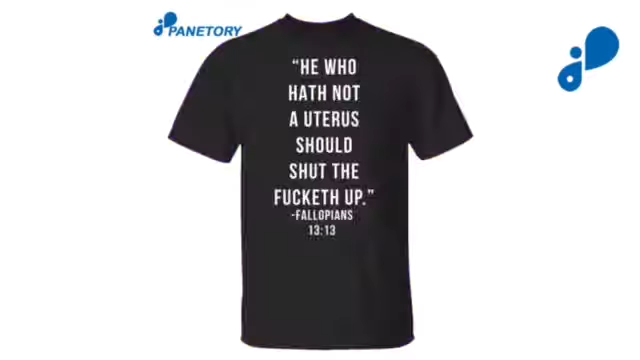 PANETORY
“HE WHO
HATH NOT
A UTERUS
SHOULD
SHUT THE
FUCKETH UP.”
-FALLOPIANS
13:13